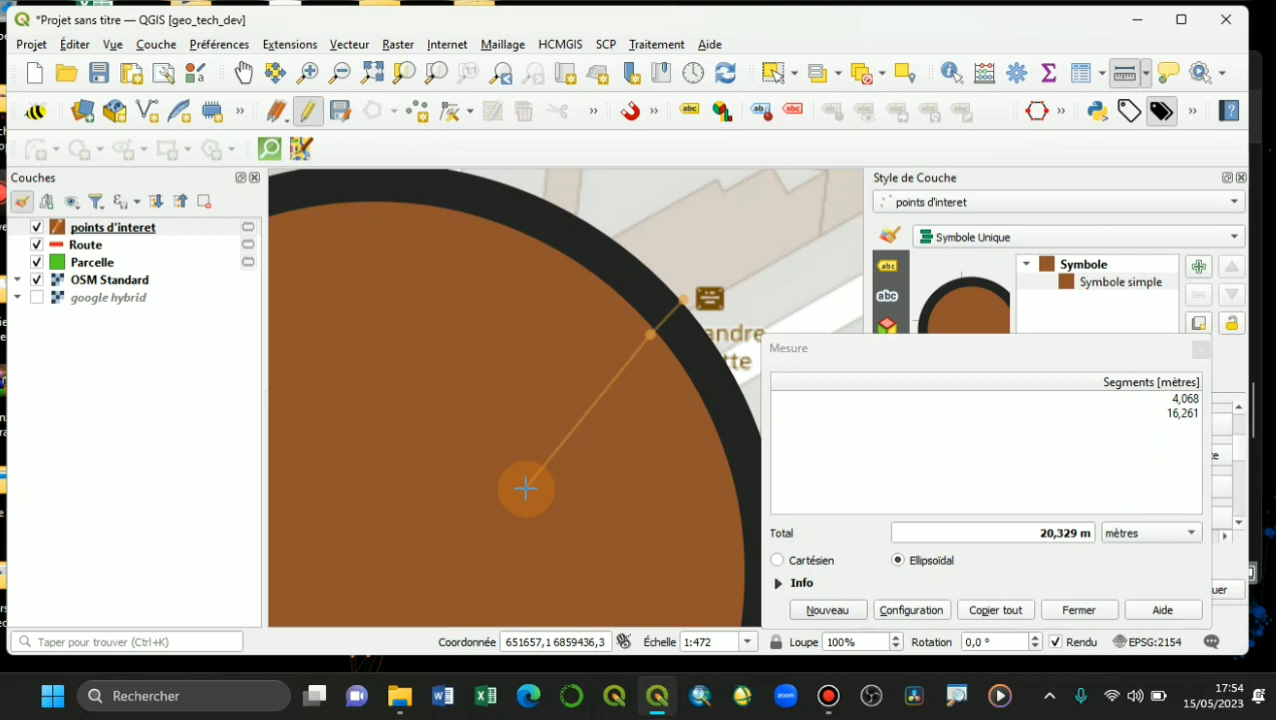 *Projet sans titre — QGIS [geo_tech_dev]
Projet Éditer Vue Couche Préférences Extensions Vecteur Raster Internet Maillage HCMGIS SCP Traitement Aide
Couches
points d'interet
Route
Parcelle
OSM Standard
google hybrid
andre
tte
Style de Couche
points d'interet
Symbole Unique
Symbole
Symbole simple
Mesure
Segments [mètres]
4,068
16,261
Total 20,329 m mètres
Cartésien Ellipsoïdal
Info
Nouveau Configuration Copier tout Fermer Aide
te
uer
Taper pour trouver (Ctrl+K) Coordonnée 651657,1 6859436,3 Échelle 1:472 Loupe 100% Rotation 0,0 ° Rendu EPSG:2154
Rechercher
17:54
15/05/2023